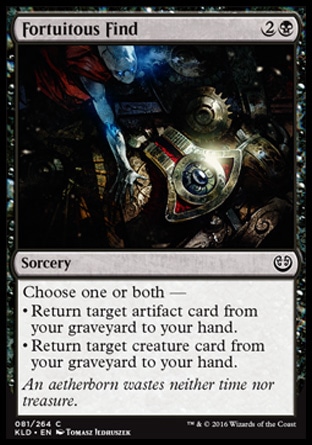 Fortuitous Find 2
Sorcery
Choose one or both —
• Return target artifact card from
your graveyard to your hand.
• Return target creature card from
your graveyard to your hand.
An aetherborn wastes neither time nor
treasure.
081/264 C
KLD • EN Tomasz Jedruszek
™ & © 2016 Wizards of the Coast